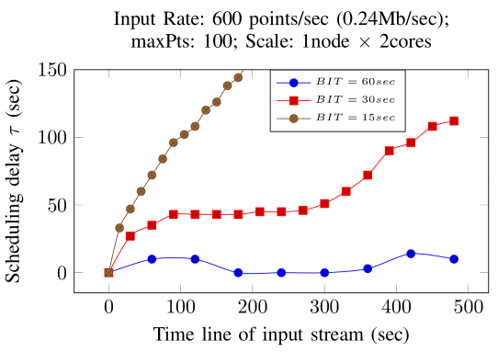 Input Rate: 600 points/sec (0.24Mb/sec);
maxPts: 100; Scale: 1node × 2cores
Scheduling delay τ (sec)
150
100
50
0
BIT = 60sec
BIT = 30sec
BIT = 15sec
0 100 200 300 400 500
Time line of input stream (sec)